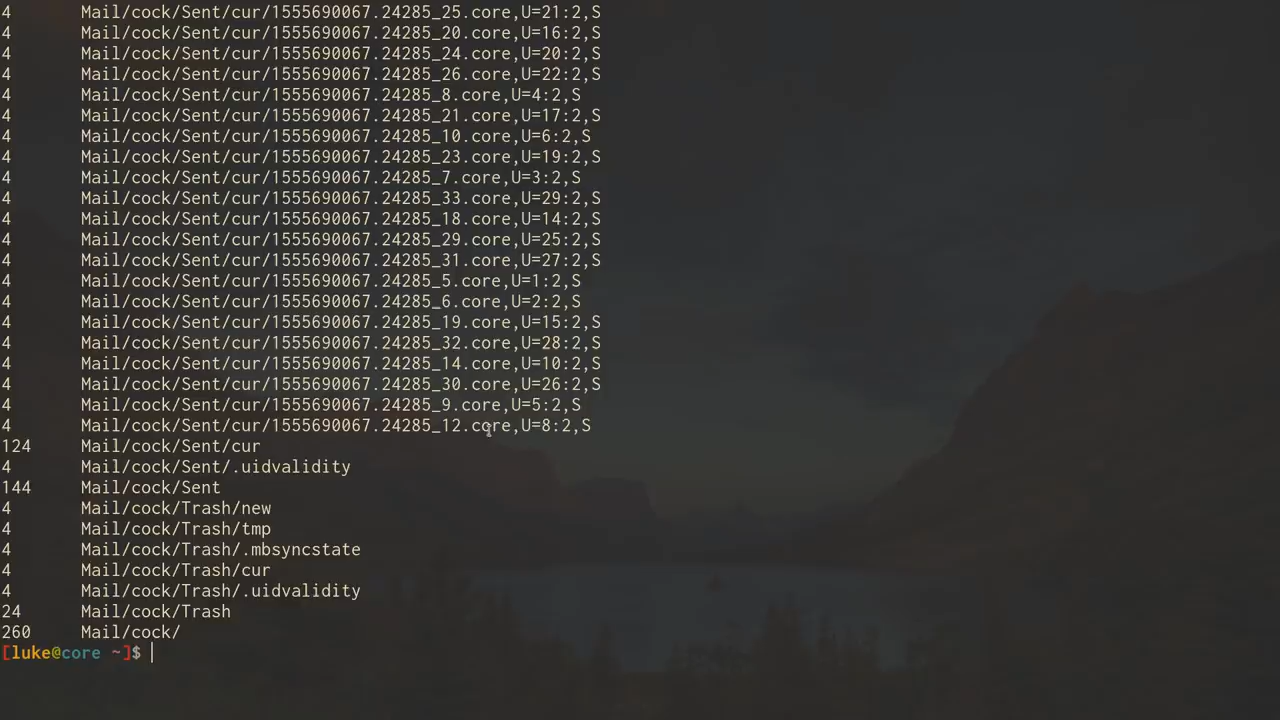 4 Mail/cock/Sent/cur/1555690067.24285_25.core,U=21:2,S
4 Mail/cock/Sent/cur/1555690067.24285_20.core,U=16:2,S
4 Mail/cock/Sent/cur/1555690067.24285_24.core,U=20:2,S
4 Mail/cock/Sent/cur/1555690067.24285_26.core,U=22:2,S
4 Mail/cock/Sent/cur/1555690067.24285_8.core,U=4:2,S
4 Mail/cock/Sent/cur/1555690067.24285_21.core,U=17:2,S
4 Mail/cock/Sent/cur/1555690067.24285_10.core,U=6:2,S
4 Mail/cock/Sent/cur/1555690067.24285_23.core,U=19:2,S
4 Mail/cock/Sent/cur/1555690067.24285_7.core,U=3:2,S
4 Mail/cock/Sent/cur/1555690067.24285_33.core,U=29:2,S
4 Mail/cock/Sent/cur/1555690067.24285_18.core,U=14:2,S
4 Mail/cock/Sent/cur/1555690067.24285_29.core,U=25:2,S
4 Mail/cock/Sent/cur/1555690067.24285_31.core,U=27:2,S
4 Mail/cock/Sent/cur/1555690067.24285_5.core,U=1:2,S
4 Mail/cock/Sent/cur/1555690067.24285_6.core,U=2:2,S
4 Mail/cock/Sent/cur/1555690067.24285_19.core,U=15:2,S
4 Mail/cock/Sent/cur/1555690067.24285_32.core,U=28:2,S
4 Mail/cock/Sent/cur/1555690067.24285_14.core,U=10:2,S
4 Mail/cock/Sent/cur/1555690067.24285_30.core,U=26:2,S
4 Mail/cock/Sent/cur/1555690067.24285_9.core,U=5:2,S
4 Mail/cock/Sent/cur/1555690067.24285_12.core,U=8:2,S
124 Mail/cock/Sent/cur
4 Mail/cock/Sent/.uidvalidity
144 Mail/cock/Sent
4 Mail/cock/Trash/new
4 Mail/cock/Trash/tmp
4 Mail/cock/Trash/.mbsyncstate
4 Mail/cock/Trash/cur
4 Mail/cock/Trash/.uidvalidity
24 Mail/cock/Trash
260 Mail/cock/
[luke@core ~]$